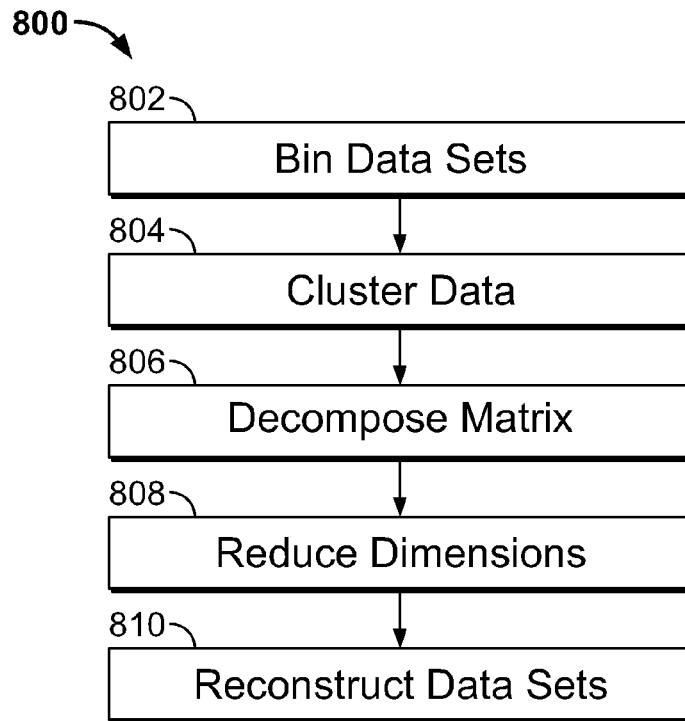 800
802
Bin Data Sets
804
Cluster Data
806
Decompose Matrix
808
Reduce Dimensions
810
Reconstruct Data Sets